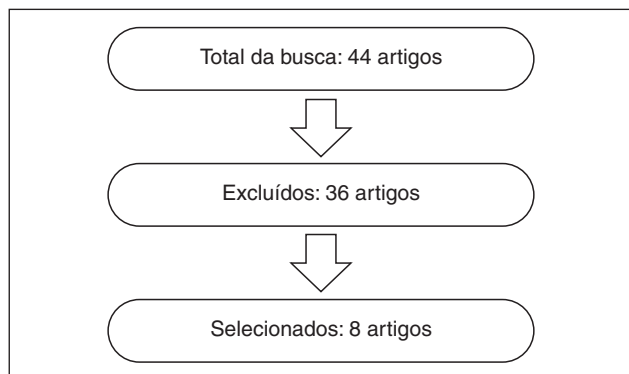 Total da busca: 44 artigos
Excluídos: 36 artigos
Selecionados: 8 artigos